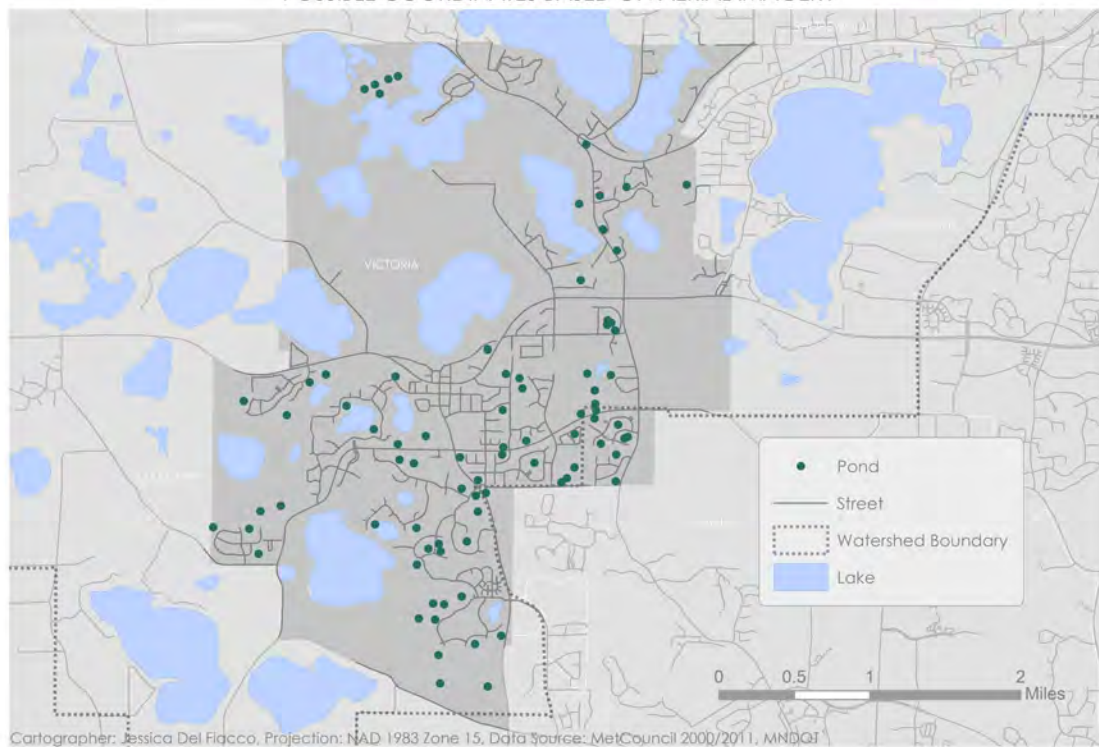 VICTORIA
Pond
Street
Watershed Boundary
Lake
0 0.5 1 2
Miles
Cartographer: Jessica Del Fiacco, Projection: NAD 1983 Zone 15, Data Source: MetCouncil 2000/2011, MNDOT